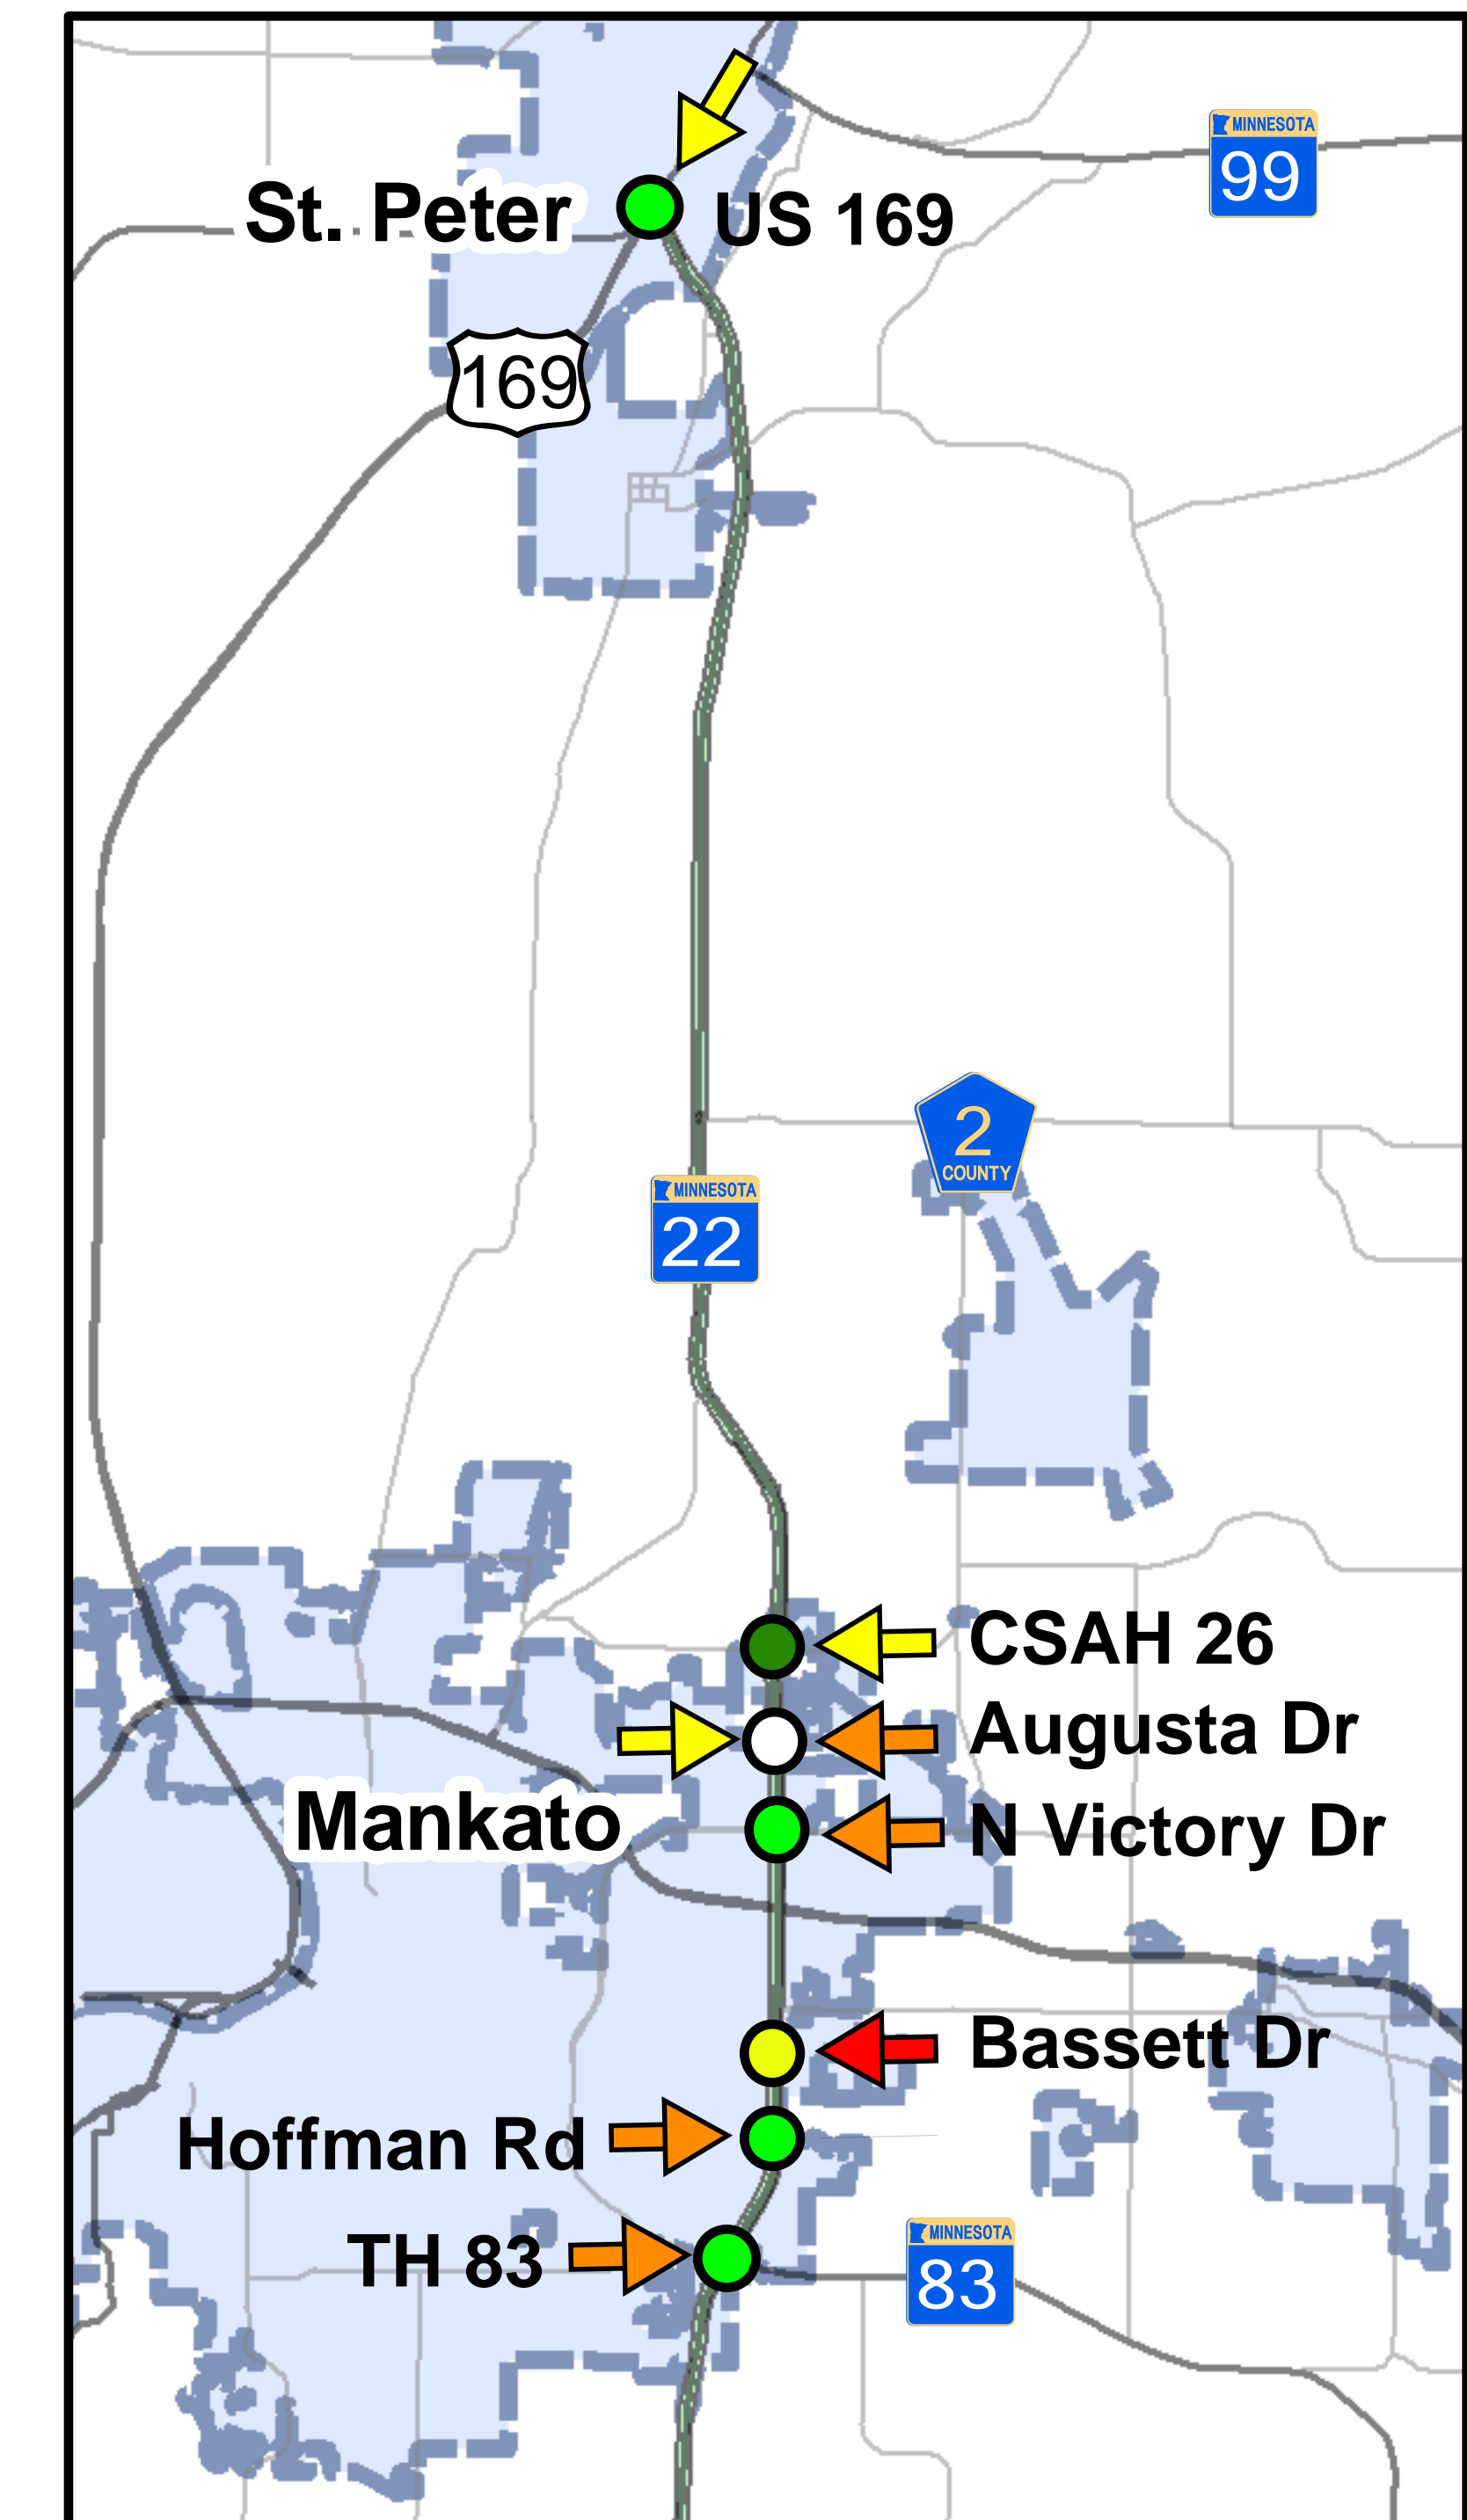 MINNESOTA
99
St. Peter
US 169
169
2
COUNTY
MINNESOTA
22
CSAH 26
Augusta Dr
Mankato
N Victory Dr
Bassett Dr
Hoffman Rd
TH 83
MINNESOTA
83